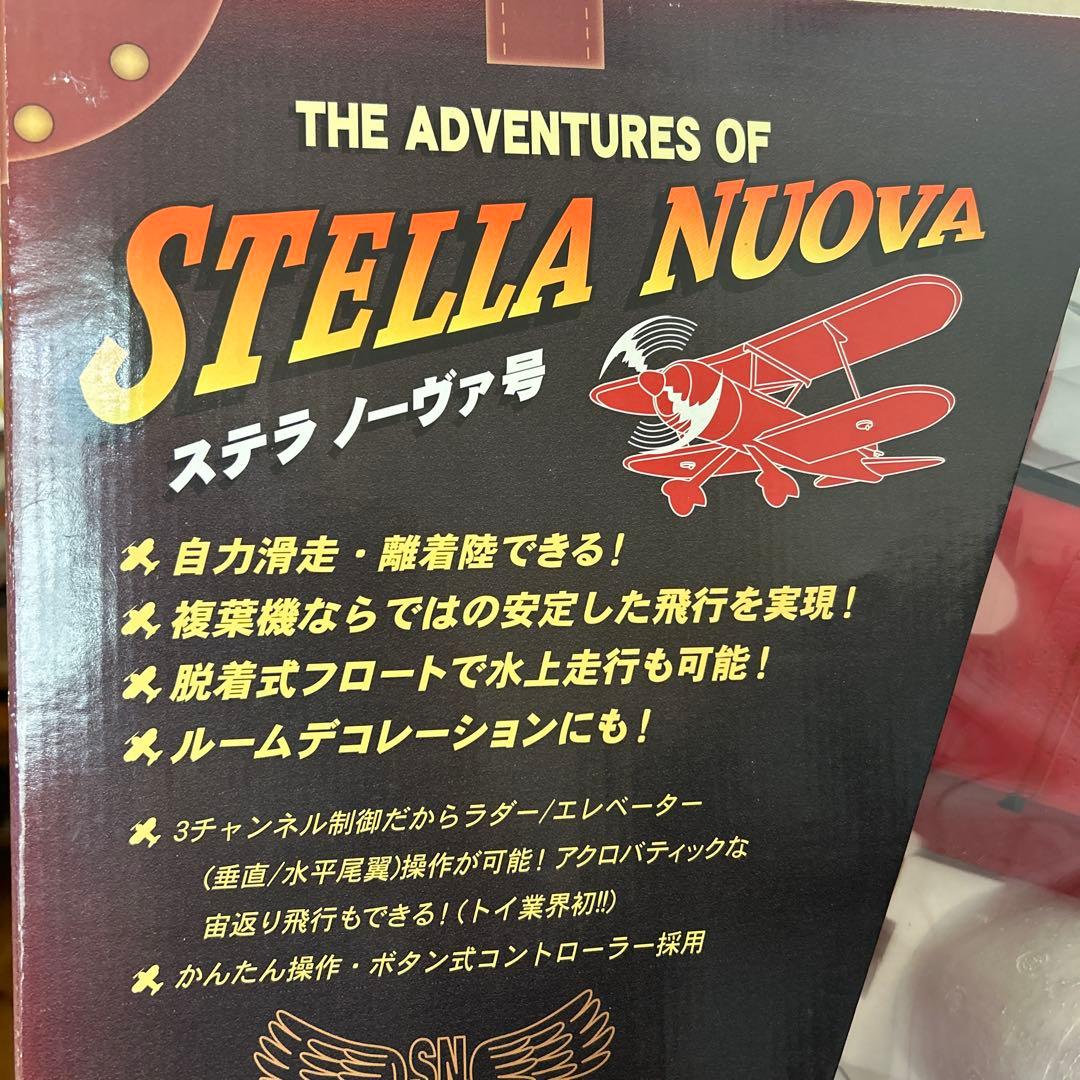 THE ADVENTURES OF
STELLA NUOVA
ステラ ノーヴァ号
自力滑走・離着陸できる!
複葉機ならではの安定した飛行を実現!
脱着式フロートで水上走行も可能!
ルームデコレーションにも!
3チャンネル制御だからラダー/エレベーター
(垂直/水平尾翼)操作が可能! アクロバティックな
宙返り飛行もできる!(トイ業界初!!)
かんたん操作・ボタン式コントローラー採用
SN